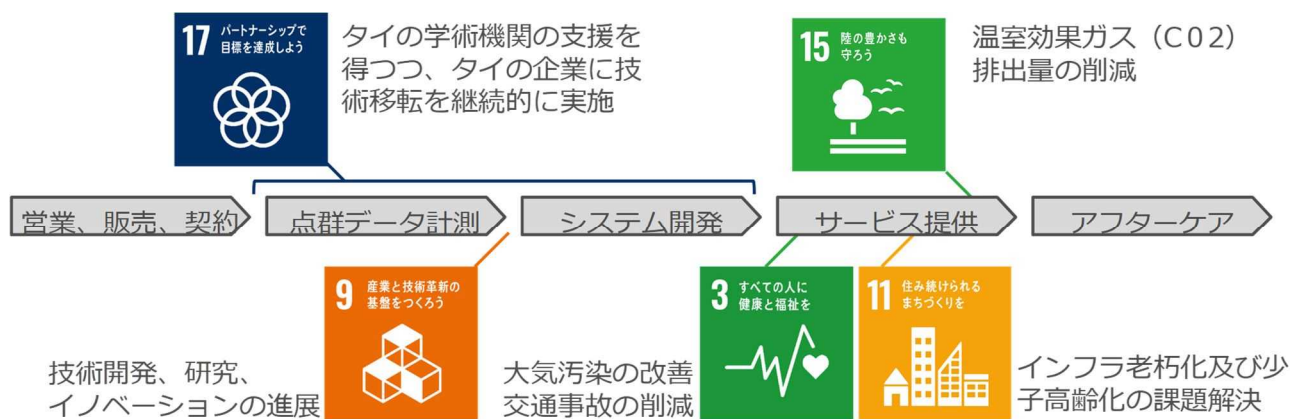 17 パートナーシップで
目標を達成しよう
タイの学術機関の支援を
得つつ、タイの企業に技
術移転を継続的に実施
15 陸の豊かさも
守ろう
温室効果ガス（CO2）
排出量の削減
営業、販売、契約
点群データ計測
システム開発
サービス提供
アフターケア
9 産業と技術革新の
基盤をつくろう
技術開発、研究、
イノベーションの進展
3 すべての人に
健康と福祉を
大気汚染の改善
交通事故の削減
11 住み続けられる
まちづくりを
インフラ老朽化及び少
子高齢化の課題解決